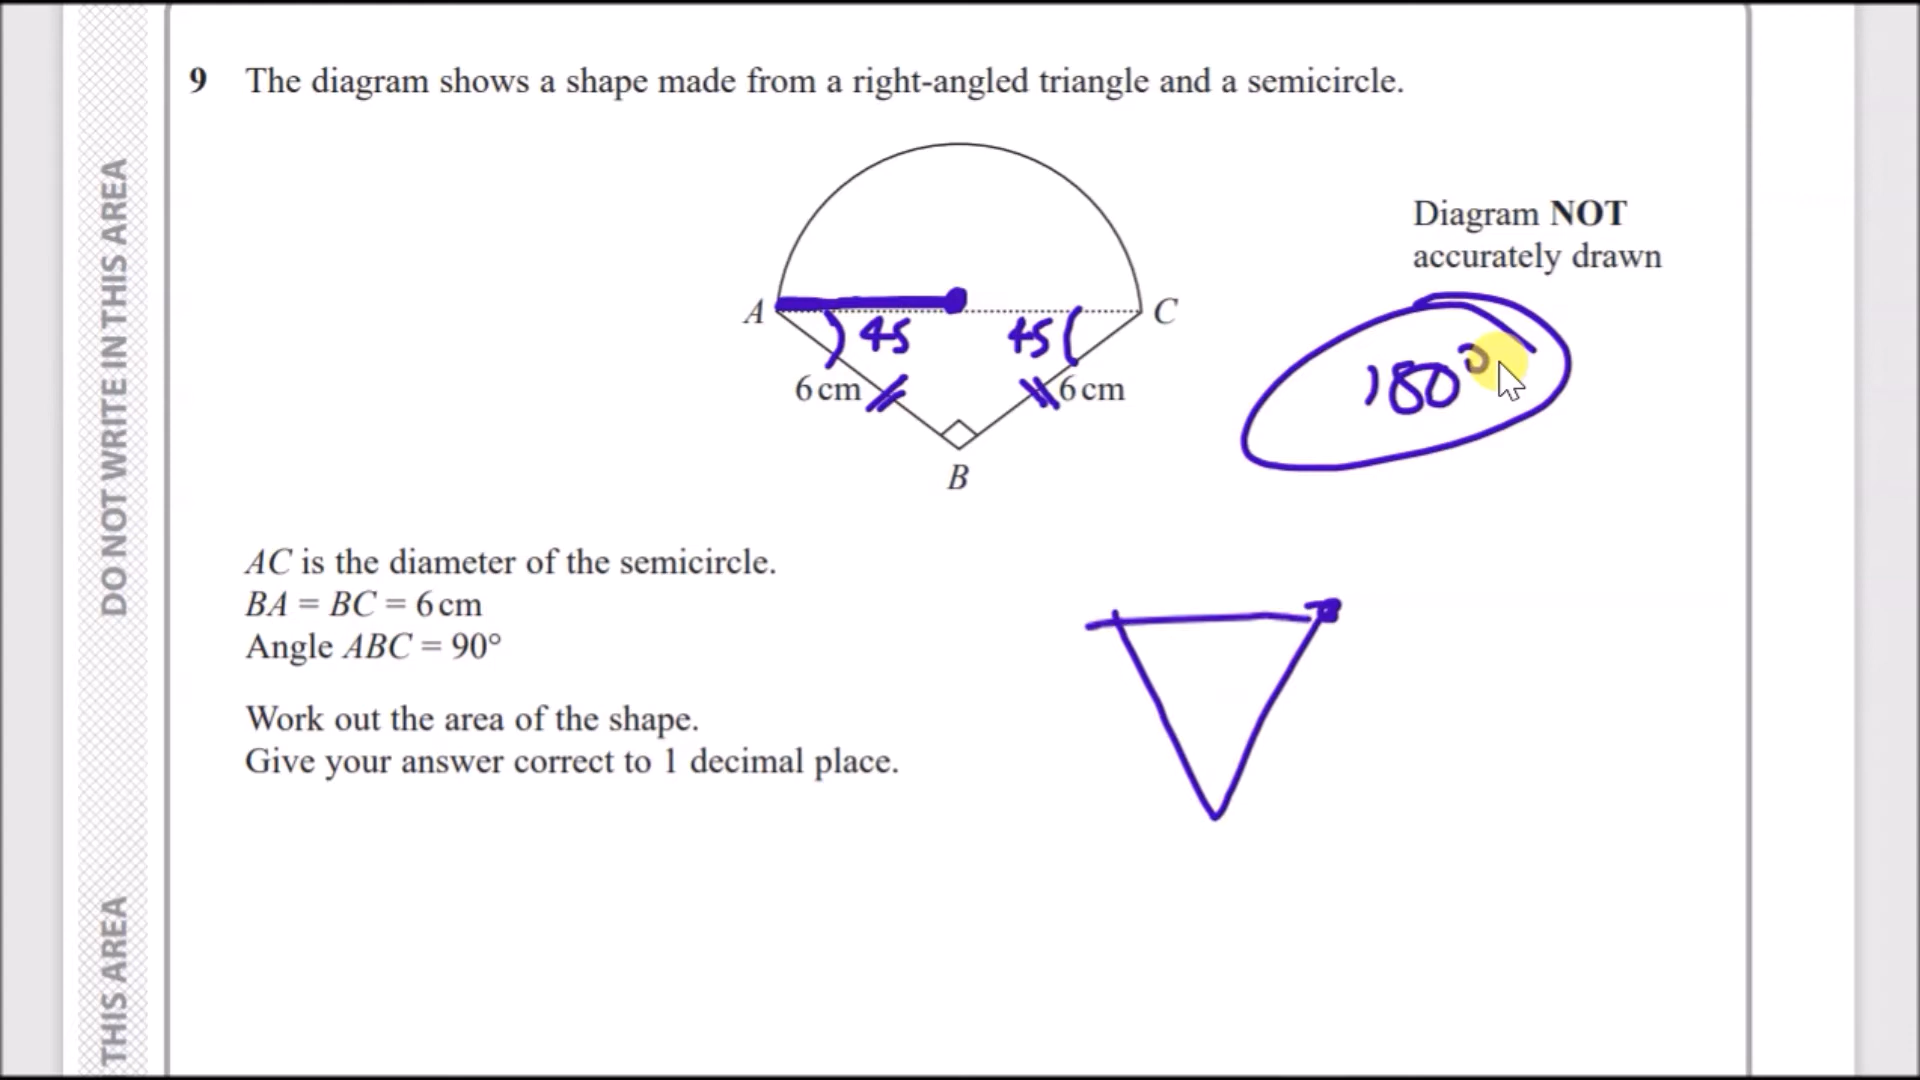 9 The diagram shows a shape made from a right-angled triangle and a semicircle.
Diagram NOT
accurately drawn
A
C
45
45
6 cm
6 cm
180°
B
AC is the diameter of the semicircle.
BA = BC = 6 cm
Angle ABC = 90°
Work out the area of the shape.
Give your answer correct to 1 decimal place.
DO NOT WRITE IN THIS AREA
THIS AREA